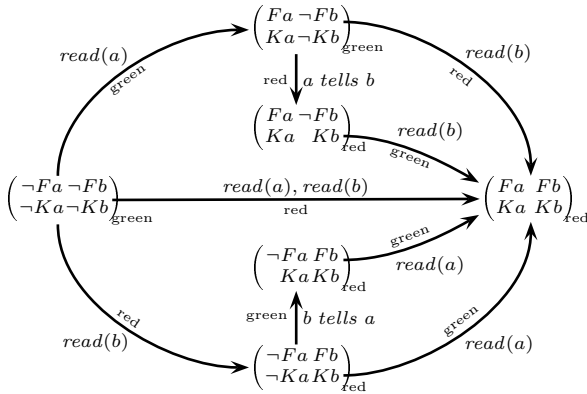 (Fa ¬Fb
Ka¬Kb)green
read(a)
green
read(b)
red
red a tells b
(Fa ¬Fb
Ka Kb)red
read(b)
green
(¬Fa ¬Fb
¬Ka¬Kb)green
read(a), read(b)
red
(Fa Fb
Ka Kb)red
(¬Fa Fb
KaKb)red
green
read(a)
green b tells a
red
read(b)
green
read(a)
(¬Fa Fb
¬KaKb)red